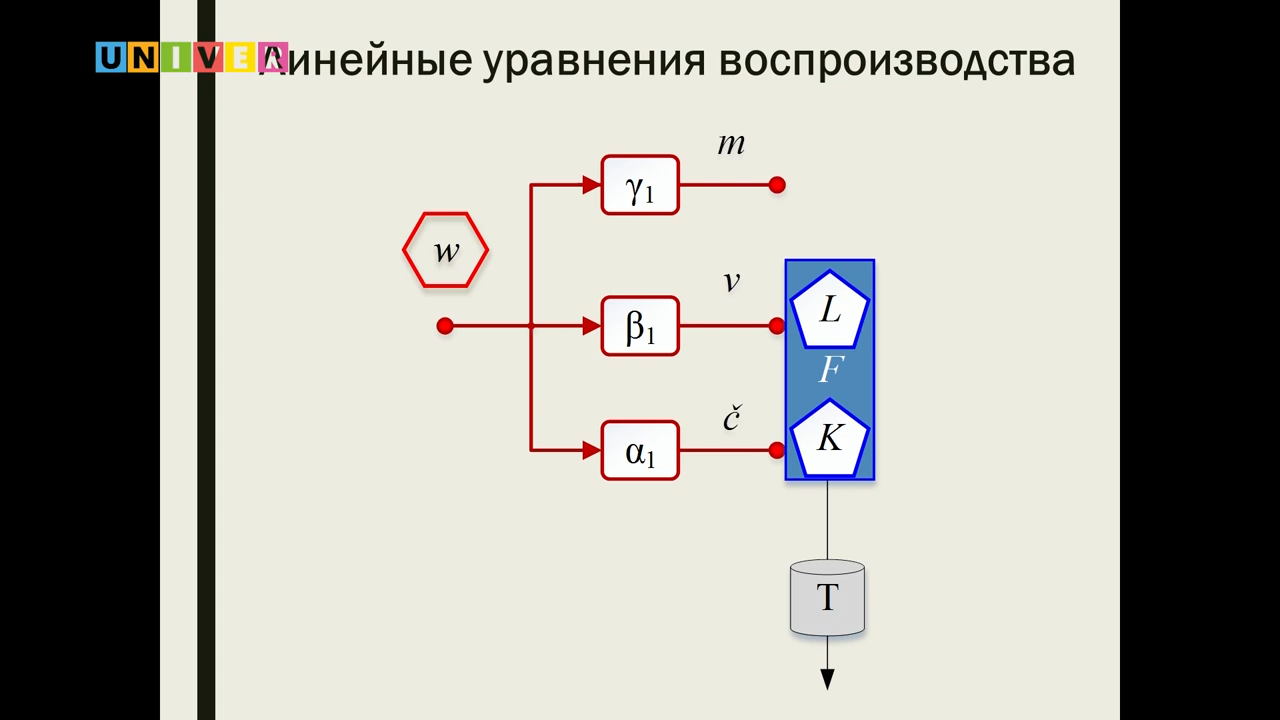 UNIVER
Линейные уравнения воспроизводства
m
γ1
w
v
L
β1
F
č
K
α1
T